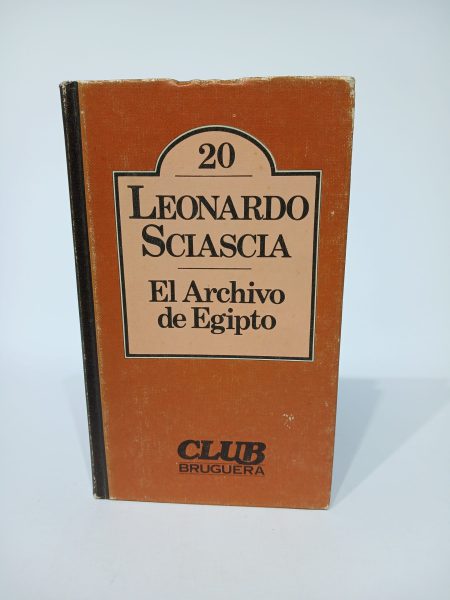 20
LEONARDO
SCIASCIA
El Archivo
de Egipto
CLUB
BRUGUERA